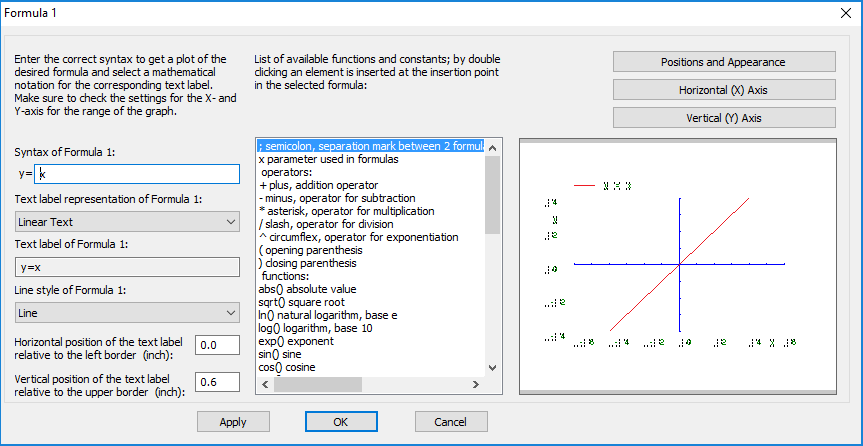 Formula 1
Enter the correct syntax to get a plot of the
desired formula and select a mathematical
notation for the corresponding text label.
Make sure to check the settings for the X- and
Y-axis for the range of the graph.
Syntax of Formula 1:
y= x
Text label representation of Formula 1:
Linear Text
Text label of Formula 1:
y=x
Line style of Formula 1:
Line
Horizontal position of the text label
relative to the left border (inch): 0.0
Vertical position of the text label
relative to the upper border (inch): 0.6
List of available functions and constants; by double
clicking an element is inserted at the insertion point
in the selected formula:
; semicolon, separation mark between 2 formul
x parameter used in formulas
operators:
+ plus, addition operator
- minus, operator for subtraction
* asterisk, operator for multiplication
/ slash, operator for division
^ circumflex, operator for exponentiation
( opening parenthesis
) closing parenthesis
functions:
abs() absolute value
sqrt() square root
ln() natural logarithm, base e
log() logarithm, base 10
exp() exponent
sin() sine
cos() cosine
Positions and Appearance
Horizontal (X) Axis
Vertical (Y) Axis
Apply
OK
Cancel